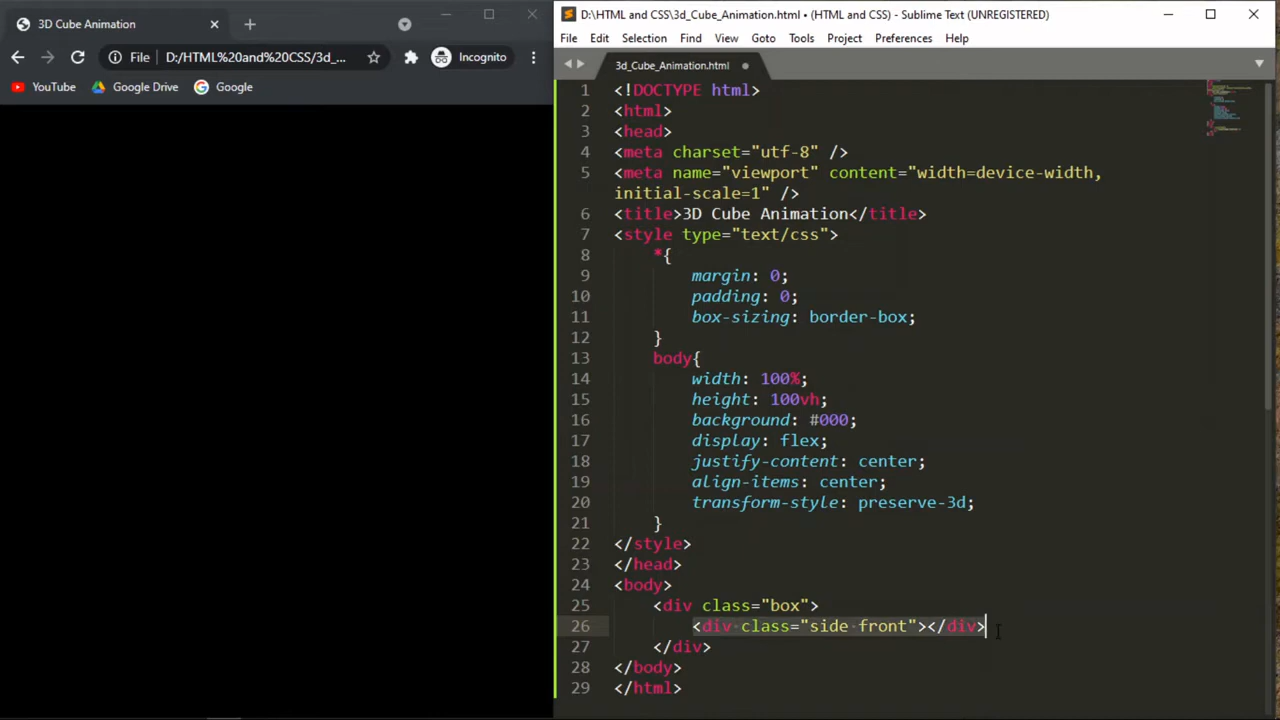 3D Cube Animation
File D:/HTML%20and%20CSS/3d_... Incognito
YouTube Google Drive Google
D:\HTML and CSS\3d_Cube_Animation.html • (HTML and CSS) - Sublime Text (UNREGISTERED)
File Edit Selection Find View Goto Tools Project Preferences Help
3d_Cube_Animation.html
1 <!DOCTYPE html>
2 <html>
3 <head>
4 <meta charset="utf-8" />
5 <meta name="viewport" content="width=device-width,
initial-scale=1" />
6 <title>3D Cube Animation</title>
7 <style type="text/css">
8 *{
9 margin: 0;
10 padding: 0;
11 box-sizing: border-box;
12 }
13 body{
14 width: 100%;
15 height: 100vh;
16 background: #000;
17 display: flex;
18 justify-content: center;
19 align-items: center;
20 transform-style: preserve-3d;
21 }
22 </style>
23 </head>
24 <body>
25 <div class="box">
26 <div class="side front"></div>
27 </div>
28 </body>
29 </html>